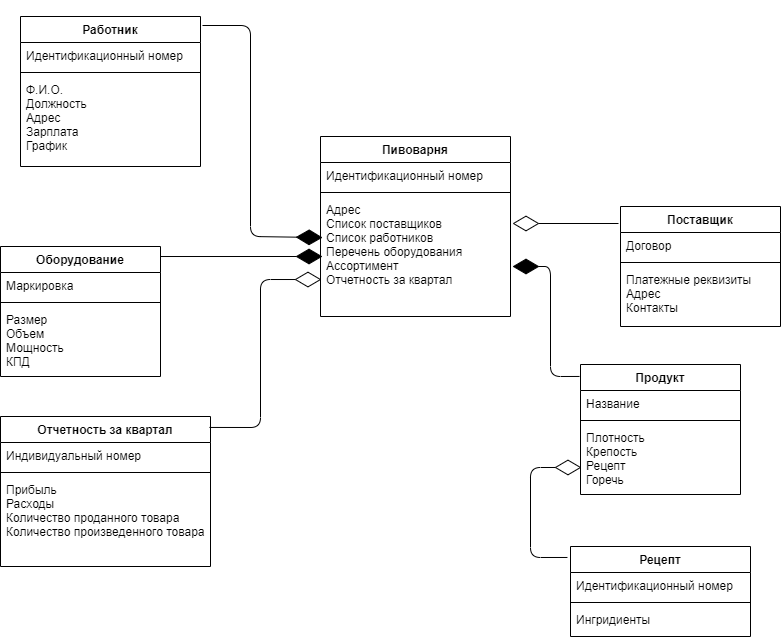 Работник
Идентификационный номер
Ф.И.О.
Должность
Адрес
Зарплата
График
Пивоварня
Идентификационный номер
Адрес
Список поставщиков
Список работников
Перечень оборудования
Ассортимент
Отчетность за квартал
Поставщик
Договор
Платежные реквизиты
Адрес
Контакты
Оборудование
Маркировка
Размер
Объем
Мощность
КПД
Продукт
Название
Плотность
Крепость
Рецепт
Горечь
Отчетность за квартал
Индивидуальный номер
Прибыль
Расходы
Количество проданного товара
Количество произведенного товара
Рецепт
Идентификационный номер
Ингридиенты